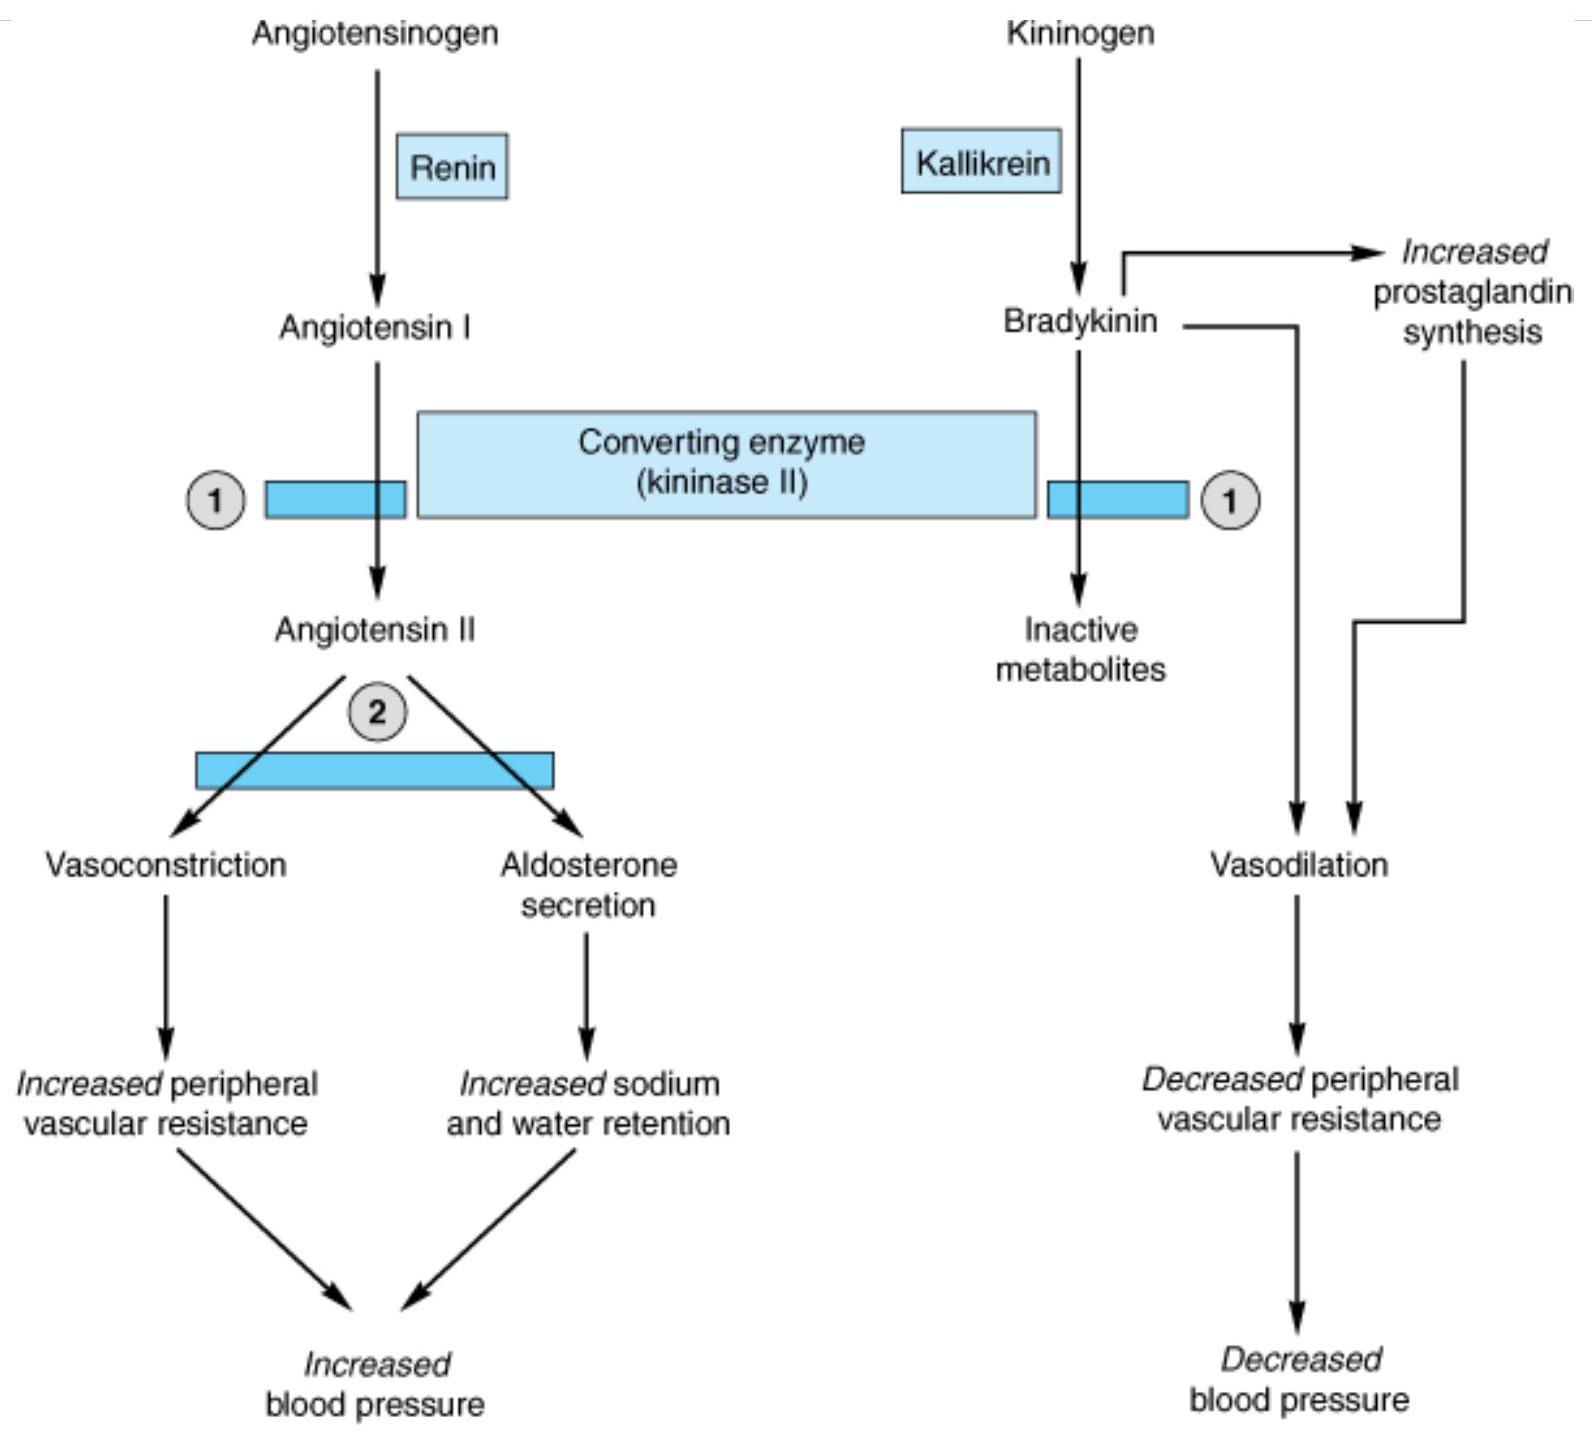 Angiotensinogen
Kininogen
Renin
Kallikrein
Increased
prostaglandin
synthesis
Angiotensin I
Bradykinin
Converting enzyme
(kininase II)
1
1
Angiotensin II
Inactive
metabolites
2
Vasoconstriction
Aldosterone
secretion
Vasodilation
Increased peripheral
vascular resistance
Increased sodium
and water retention
Decreased peripheral
vascular resistance
Increased
blood pressure
Decreased
blood pressure